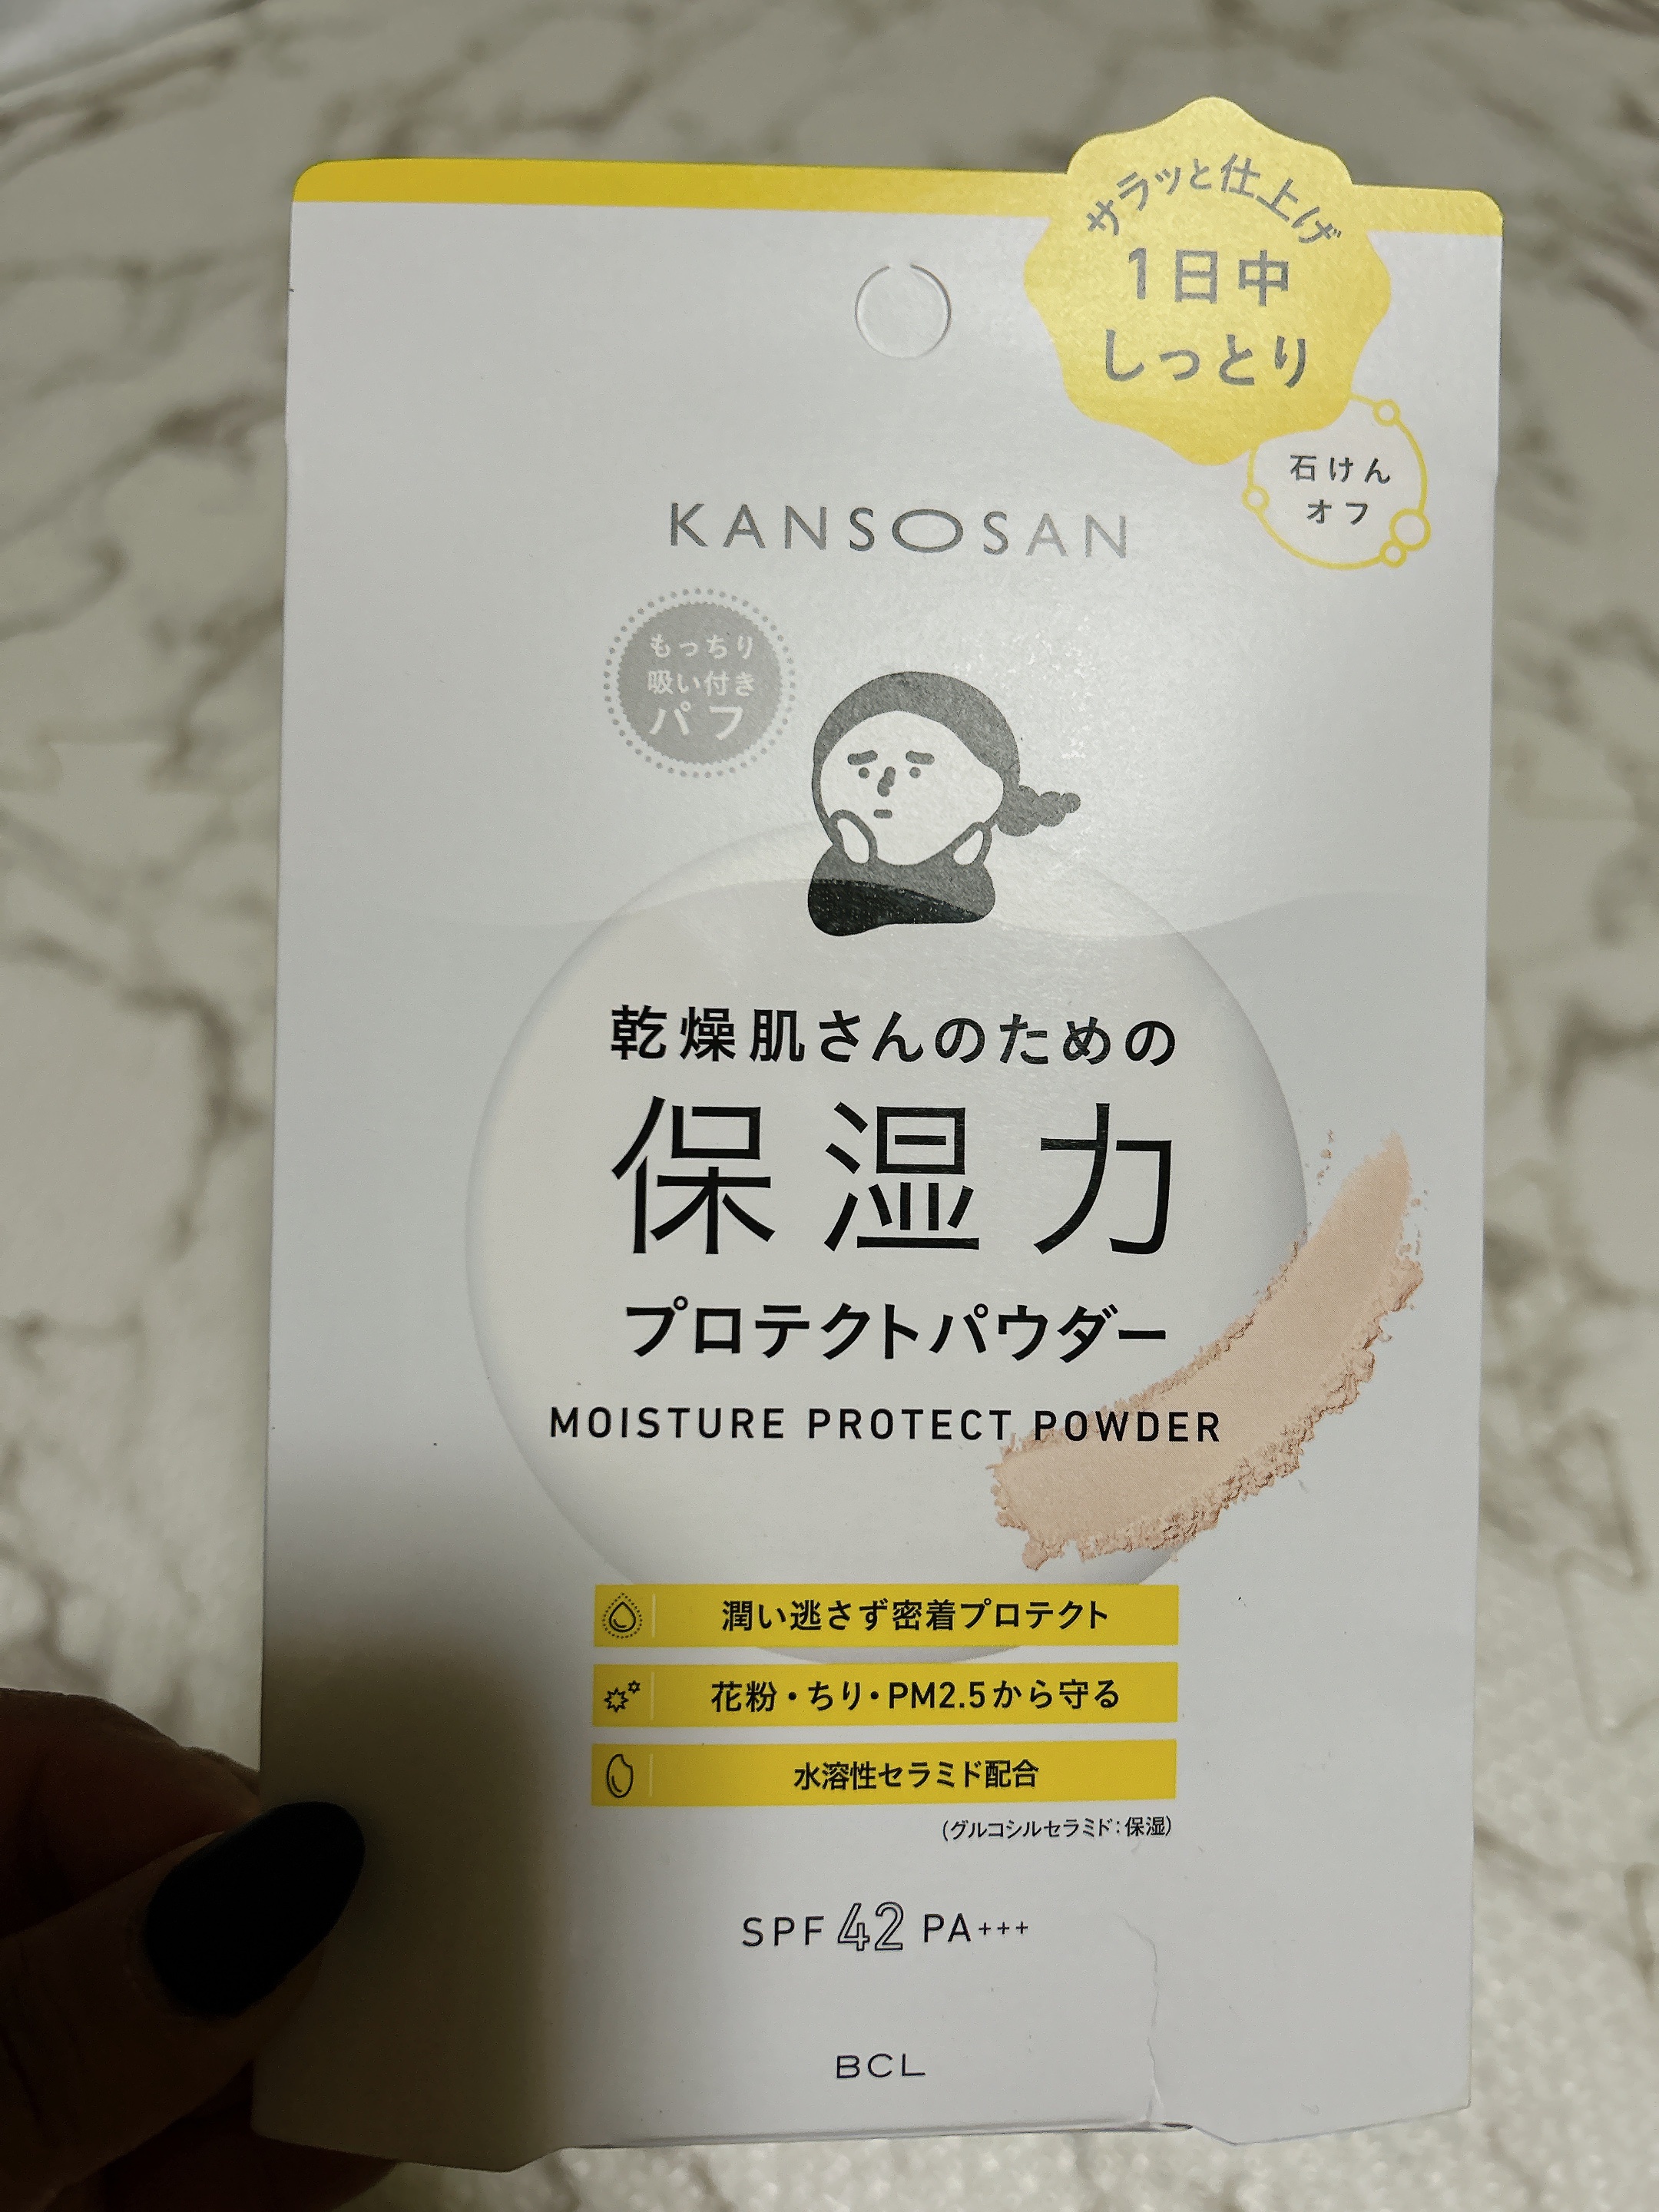 サラッと仕上げ
1日中
しっとり
石けん
オフ
KANSOSAN
もっちり
吸い付き
パフ
乾燥肌さんのための
保湿力
プロテクトパウダー
MOISTURE PROTECT POWDER
潤い逃さず密着プロテクト
花粉・ちり・PM2.5から守る
水溶性セラミド配合
(グルコシルセラミド:保湿)
SPF 42 PA+++
BCL